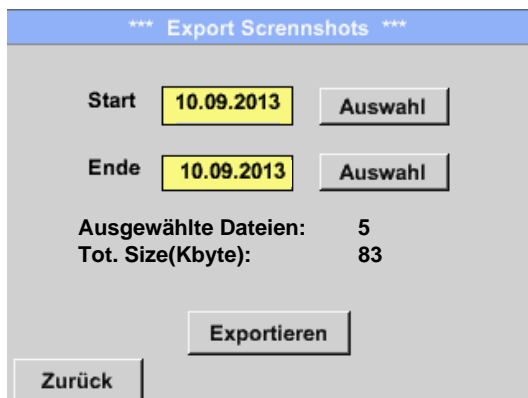 *** Export Scrennshots ***
Start 10.09.2013 Auswahl
Ende 10.09.2013 Auswahl
Ausgewählte Dateien: 5
Tot. Size(Kbyte): 83
Exportieren
Zurück